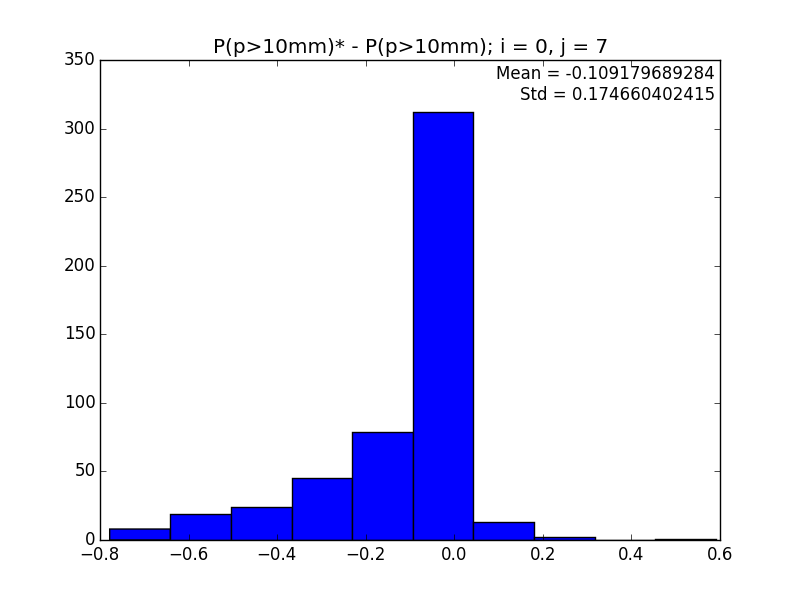 P(p>10mm)* - P(p>10mm); i = 0, j = 7
Mean = -0.109179689284
Std = 0.174660402415
350
300
250
200
150
100
50
0
−0.8 −0.6 −0.4 −0.2 0.0 0.2 0.4 0.6